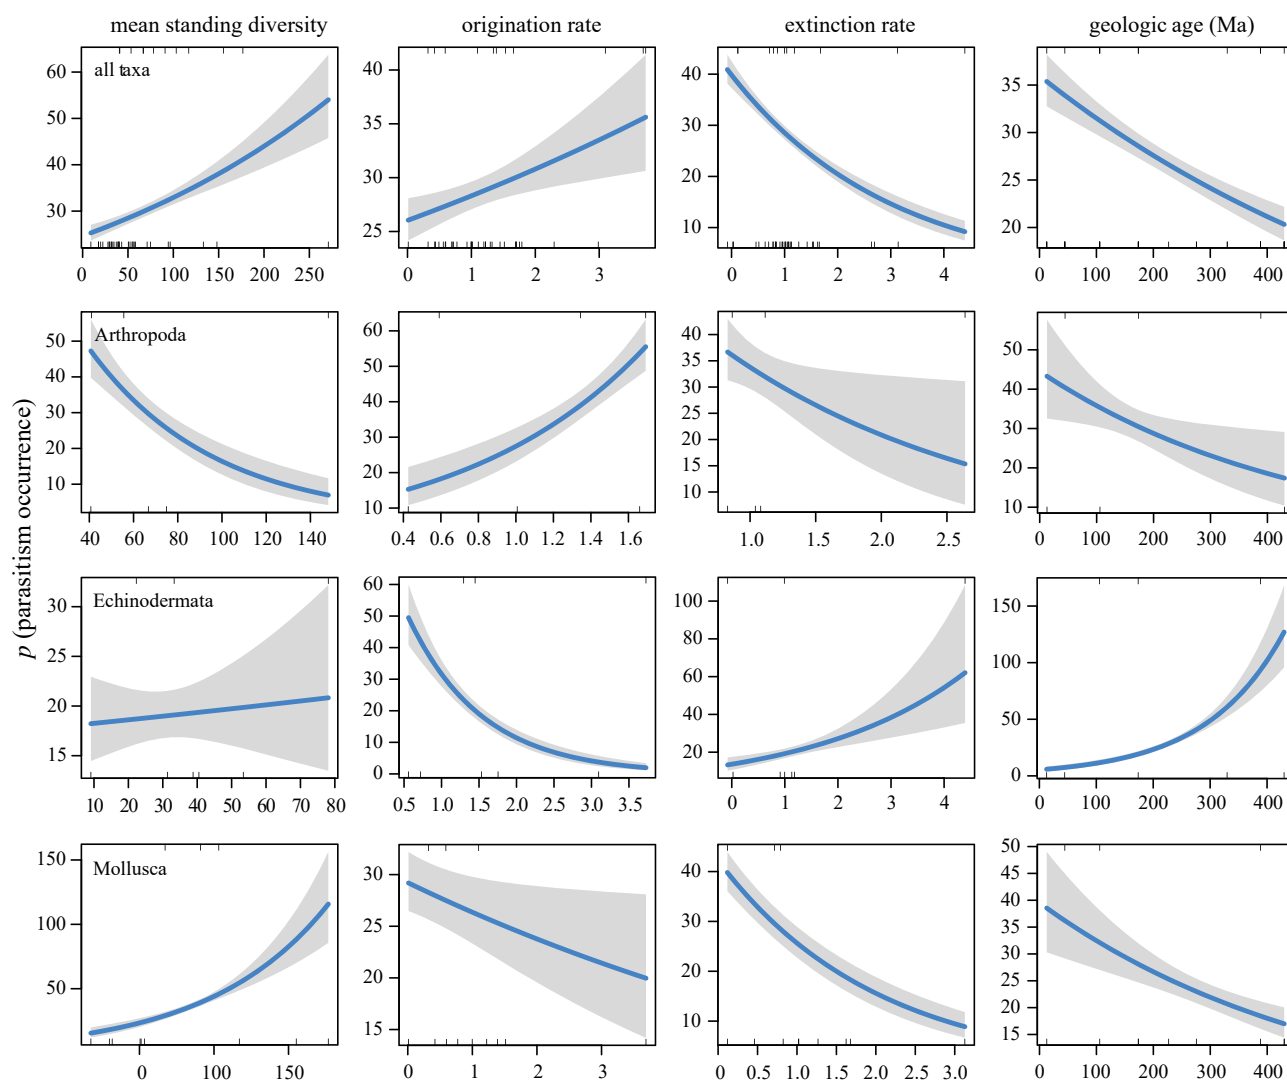 mean standing diversity origination rate extinction rate geologic age (Ma)
all taxa
60 50 40 30
40 35 30 25
40 30 20 10
35 30 25 20
0 50 100 150 200 250
0 1 2 3
0 1 2 3 4
0 100 200 300 400
p (parasitism occurrence)
Arthropoda
50 40 30 20 10
60 50 40 30 20 10
40 35 30 25 20 15 10
50 40 30 20 10
40 60 80 100 120 140
0.4 0.6 0.8 1.0 1.2 1.4 1.6
1.0 1.5 2.0 2.5
0 100 200 300 400
Echinodermata
30 25 20 15
60 50 40 30 20 10 0
100 80 60 40 20
150 100 50 0
10 20 30 40 50 60 70 80
0.5 1.0 1.5 2.0 2.5 3.0 3.5
0 1 2 3 4
0 100 200 300 400
Mollusca
150 100 50
30 25 20 15
40 30 20 10
50 45 40 35 30 25 20 15
0 100 150
0 1 2 3
0 0.5 1.0 1.5 2.0 2.5 3.0
0 100 200 300 400